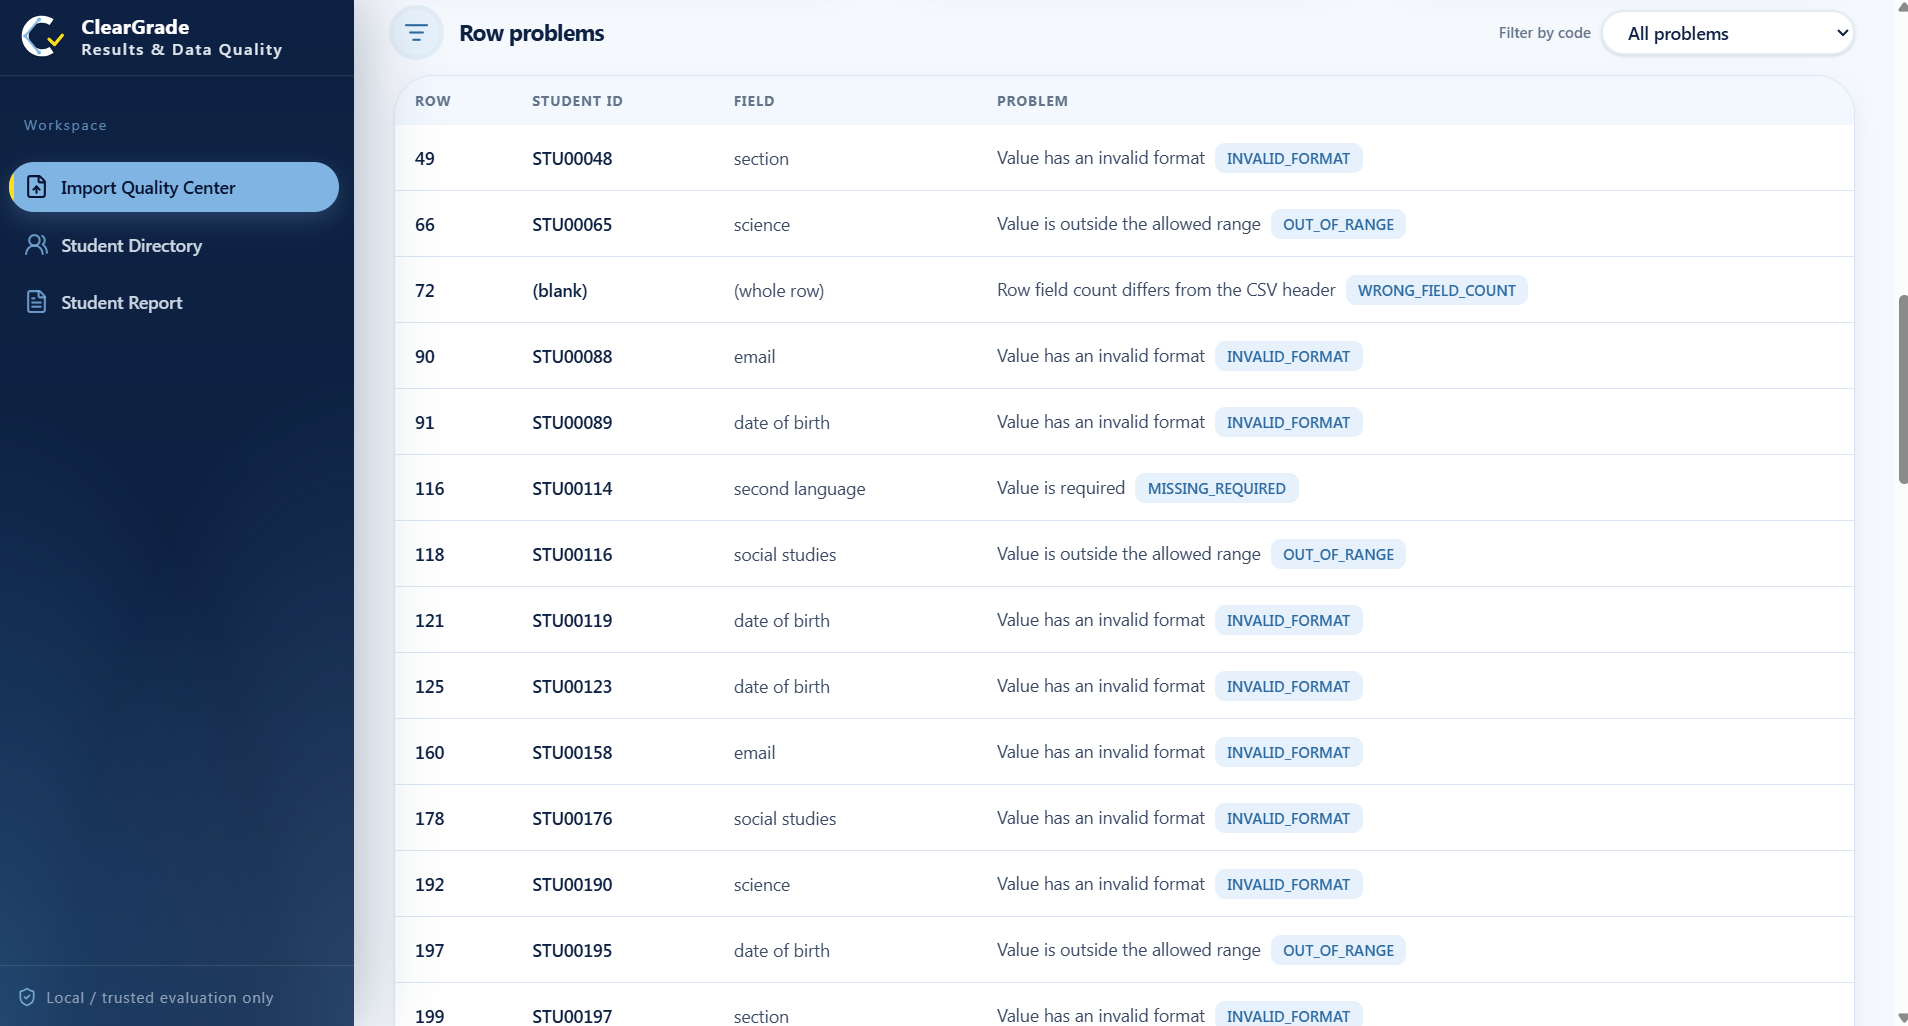 ClearGrade
Results & Data Quality
Workspace
Import Quality Center
Student Directory
Student Report
Local / trusted evaluation only
Row problems
Filter by code All problems
ROW STUDENT ID FIELD PROBLEM
49 STU00048 section Value has an invalid format INVALID_FORMAT
66 STU00065 science Value is outside the allowed range OUT_OF_RANGE
72 (blank) (whole row) Row field count differs from the CSV header WRONG_FIELD_COUNT
90 STU00088 email Value has an invalid format INVALID_FORMAT
91 STU00089 date of birth Value has an invalid format INVALID_FORMAT
116 STU00114 second language Value is required MISSING_REQUIRED
118 STU00116 social studies Value is outside the allowed range OUT_OF_RANGE
121 STU00119 date of birth Value has an invalid format INVALID_FORMAT
125 STU00123 date of birth Value has an invalid format INVALID_FORMAT
160 STU00158 email Value has an invalid format INVALID_FORMAT
178 STU00176 social studies Value has an invalid format INVALID_FORMAT
192 STU00190 science Value has an invalid format INVALID_FORMAT
197 STU00195 date of birth Value is outside the allowed range OUT_OF_RANGE
199 STU00197 section Value has an invalid format INVALID_FORMAT